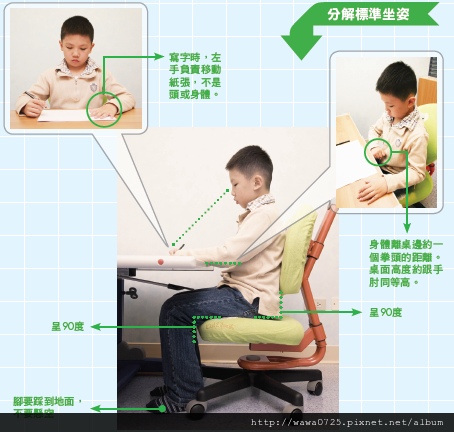 分解標準坐姿
寫字時，左
手負責移動
紙張，不是
頭或身體。
身體離桌邊約一
個拳頭的距離。
桌面高度約跟手
肘同等高。
呈90度
呈90度
腳要踩到地面，
http://wawa0725.pixnet.net/album